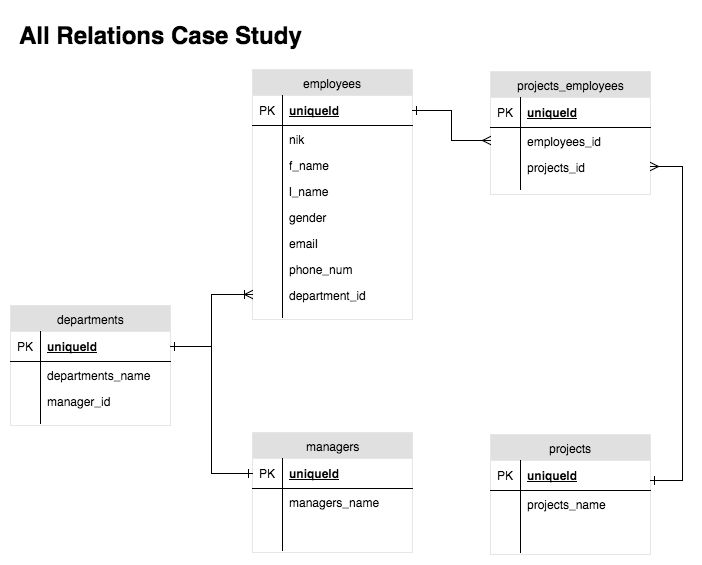 All Relations Case Study
employees
PK uniqueId
nik
f_name
l_name
gender
email
phone_num
department_id
projects_employees
PK uniqueId
employees_id
projects_id
departments
PK uniqueId
departments_name
manager_id
managers
PK uniqueId
managers_name
projects
PK uniqueId
projects_name